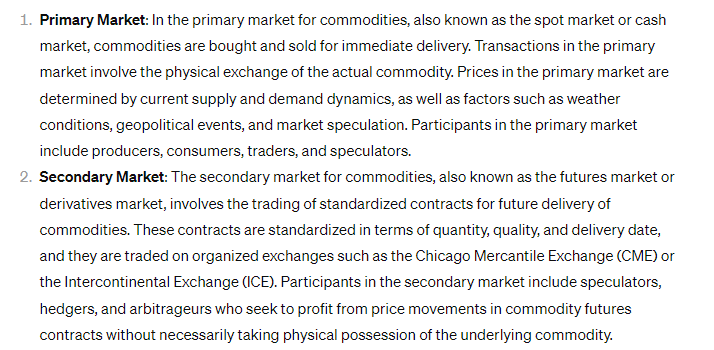 1. Primary Market: In the primary market for commodities, also known as the spot market or cash
market, commodities are bought and sold for immediate delivery. Transactions in the primary
market involve the physical exchange of the actual commodity. Prices in the primary market are
determined by current supply and demand dynamics, as well as factors such as weather
conditions, geopolitical events, and market speculation. Participants in the primary market
include producers, consumers, traders, and speculators.
2. Secondary Market: The secondary market for commodities, also known as the futures market or
derivatives market, involves the trading of standardized contracts for future delivery of
commodities. These contracts are standardized in terms of quantity, quality, and delivery date,
and they are traded on organized exchanges such as the Chicago Mercantile Exchange (CME) or
the Intercontinental Exchange (ICE). Participants in the secondary market include speculators,
hedgers, and arbitrageurs who seek to profit from price movements in commodity futures
contracts without necessarily taking physical possession of the underlying commodity.